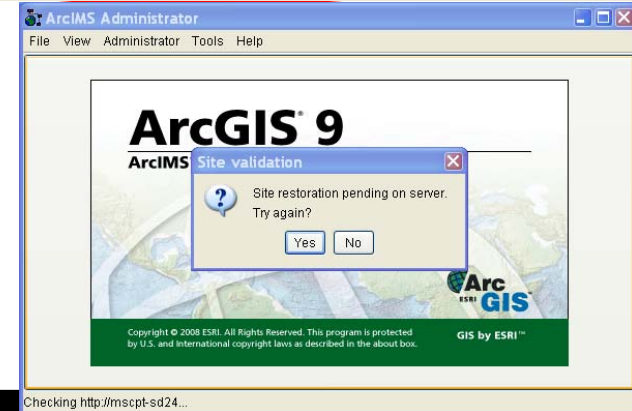 ArcIMS Administrator
File View Administrator Tools Help
ArcGIS® 9
ArcIMS
Site validation
Site restoration pending on server.
Try again?
Yes No
Arc
ESRI GIS
Copyright © 2008 ESRI. All Rights Reserved. This program is protected
by U.S. and International copyright laws as described in the about box.
GIS by ESRI™
Checking http://mscpt-sd24...